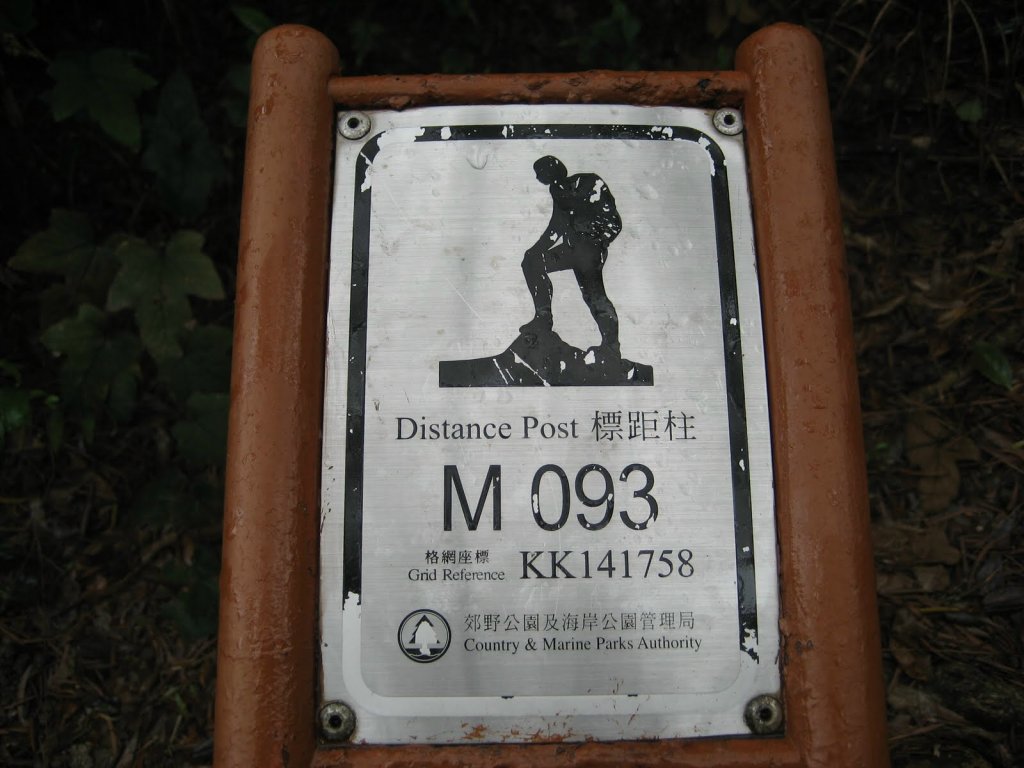 Distance Post 標距柱
M 093
格網座標
Grid Reference KK141758
郊野公園及海岸公園管理局
Country & Marine Parks Authority